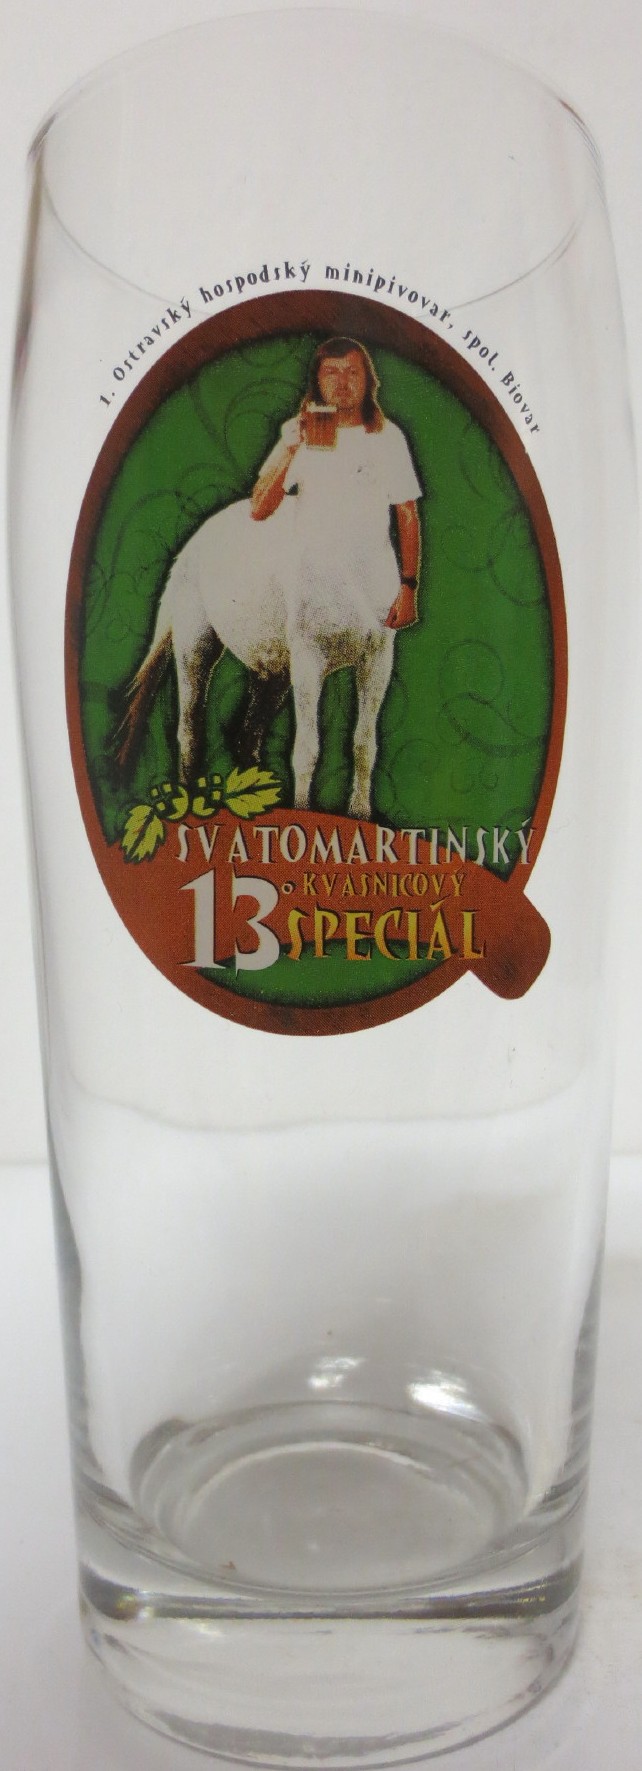 1. Ostravský hospodský minipivovar, spol. Biovar
SVATOMARTINSKÝ
13° KVASNICOVÝ
SPECIÁL